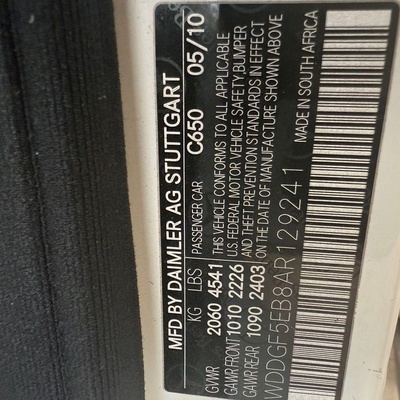 MFD BY DAIMLER AG STUTTGART
C650 05/10
KG LBS PASSENGER CAR
GVWR 2060 4541
GAWR FRONT 1010 2226
GAWR REAR 1090 2403
THIS VEHICLE CONFORMS TO ALL APPLICABLE
U.S. FEDERAL MOTOR VEHICLE SAFETY, BUMPER
AND THEFT PREVENTION STANDARDS IN EFFECT
ON THE DATE OF MANUFACTURE SHOWN ABOVE
WDDGF5EB8AR129241
MADE IN SOUTH AFRICA